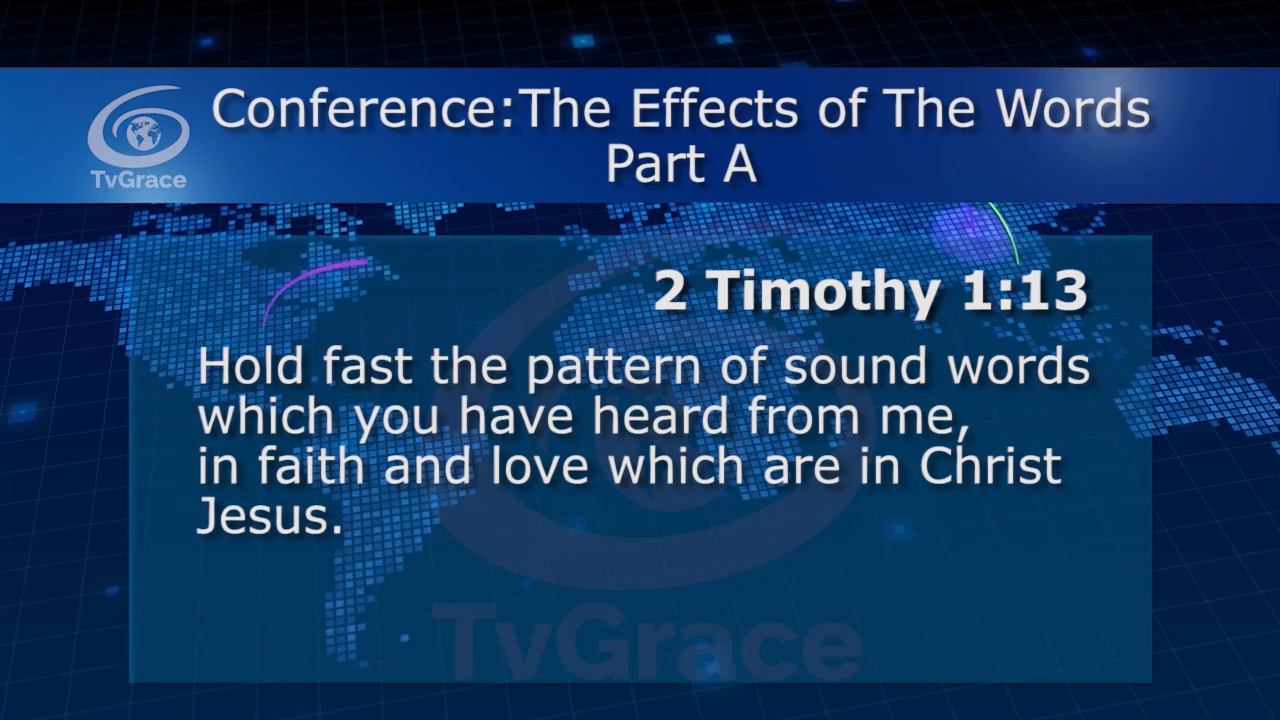 Conference:The Effects of The Words
Part A
TvGrace
2 Timothy 1:13
Hold fast the pattern of sound words
which you have heard from me,
in faith and love which are in Christ
Jesus.
TvGrace